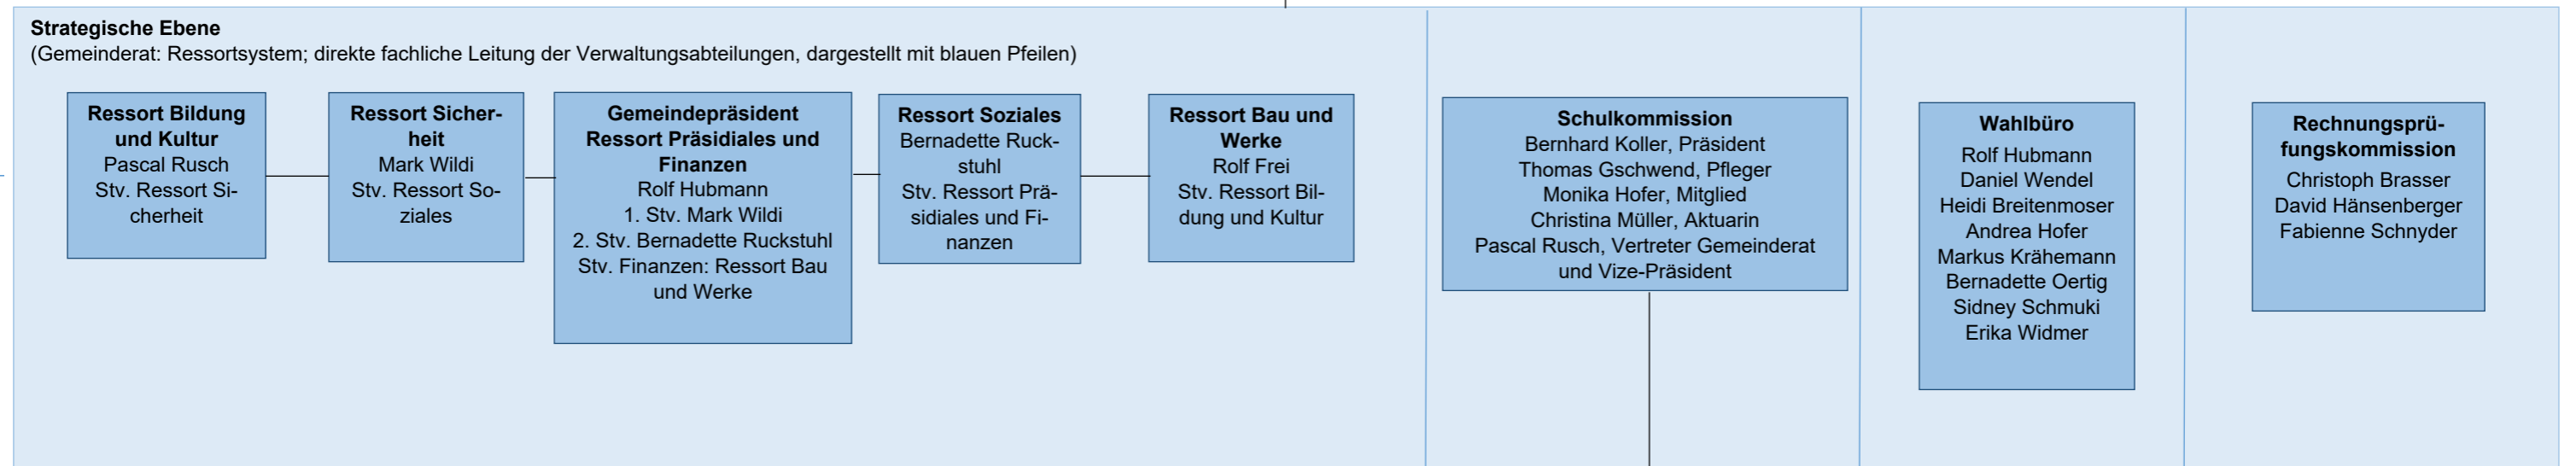 Strategische Ebene
(Gemeinderat: Ressortsystem; direkte fachliche Leitung der Verwaltungsabteilungen, dargestellt mit blauen Pfeilen)
Ressort Bildung
und Kultur
Pascal Rusch
Stv. Ressort Si-
cherheit
Ressort Sicher-
heit
Mark Wildi
Stv. Ressort So-
ziales
Gemeindepräsident
Ressort Präsidiales und
Finanzen
Rolf Hubmann
1. Stv. Mark Wildi
2. Stv. Bernadette Ruckstuhl
Stv. Finanzen: Ressort Bau
und Werke
Ressort Soziales
Bernadette Ruck-
stuhl
Stv. Ressort Prä-
sidiales und Fi-
nanzen
Ressort Bau und
Werke
Rolf Frei
Stv. Ressort Bil-
dung und Kultur
Schulkommission
Bernhard Koller, Präsident
Thomas Gschwend, Pfleger
Monika Hofer, Mitglied
Christina Müller, Aktuarin
Pascal Rusch, Vertreter Gemeinderat
und Vize-Präsident
Wahlbüro
Rolf Hubmann
Daniel Wendel
Heidi Breitenmoser
Andrea Hofer
Markus Krähemann
Bernadette Oertig
Sidney Schmuki
Erika Widmer
Rechnungsprü-
fungskommission
Christoph Brasser
David Hänsenberger
Fabienne Schnyder